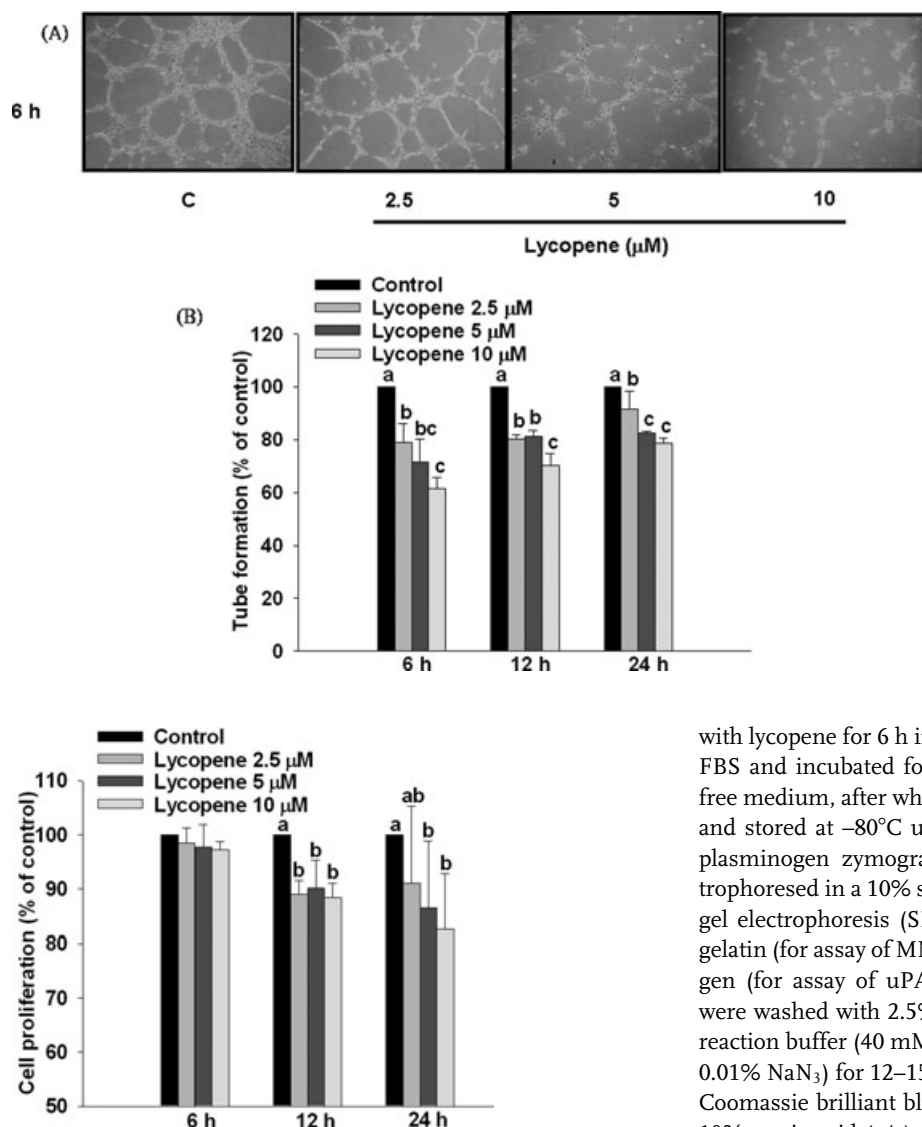 (A)
6 h
C 2.5 5 10
Lycopene (μM)
(B)
Control
Lycopene 2.5 μM
Lycopene 5 μM
Lycopene 10 μM
Tube formation (% of control)
120
100
80
60
40
20
0
a b bc c
a b b c
a b c c
6 h 12 h 24 h
Control
Lycopene 2.5 μM
Lycopene 5 μM
Lycopene 10 μM
Cell proliferation (% of control)
110
100
90
80
70
60
50
a b b b
a ab b b
6 h 12 h 24 h
with lycopene for 6 h i
FBS and incubated fo
free medium, after wh
and stored at –80°C u
plasminogen zymogra
trophoresed in a 10% s
gel electrophoresis (S
gelatin (for assay of M
gen (for assay of uPA
were washed with 2.5%
reaction buffer (40 mM
0.01% NaN₃) for 12–15
Coomassie brilliant bl